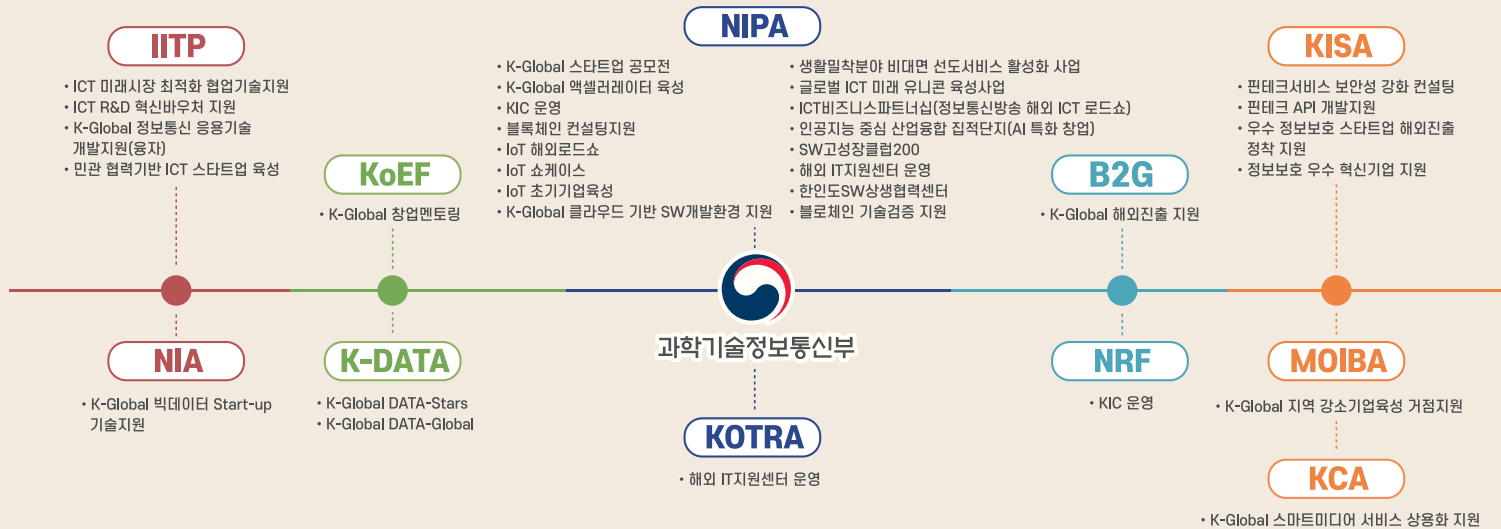 IITP
• ICT 미래시장 최적화 협업기술지원
• ICT R&D 혁신바우처 지원
• K-Global 정보통신 응용기술
개발지원(융자)
• 민관 협력기반 ICT 스타트업 육성
KoEF
• K-Global 창업멘토링
NIPA
• K-Global 스타트업 공모전
• K-Global 액셀러레이터 육성
• KIC 운영
• 블록체인 컨설팅지원
• IoT 해외로드쇼
• IoT 쇼케이스
• IoT 초기기업육성
• K-Global 클라우드 기반 SW개발환경 지원
• 생활밀착분야 비대면 선도서비스 활성화 사업
• 글로벌 ICT 미래 유니콘 육성사업
• ICT비즈니스파트너십(정보통신방송 해외 ICT 로드쇼)
• 인공지능 중심 산업융합 집적단지(AI 특화 창업)
• SW고성장클럽200
• 해외 IT지원센터 운영
• 한인도SW상생협력센터
• 블로체인 기술검증 지원
B2G
• K-Global 해외진출 지원
KISA
• 핀테크서비스 보안성 강화 컨설팅
• 핀테크 API 개발지원
• 우수 정보보호 스타트업 해외진출
정착 지원
• 정보보호 우수 혁신기업 지원
과학기술정보통신부
NIA
• K-Global 빅데이터 Start-up
기술지원
K-DATA
• K-Global DATA-Stars
• K-Global DATA-Global
KOTRA
• 해외 IT지원센터 운영
NRF
• KIC 운영
MOIBA
• K-Global 지역 강소기업육성 거점지원
KCA
• K-Global 스마트미디어 서비스 상용화 지원